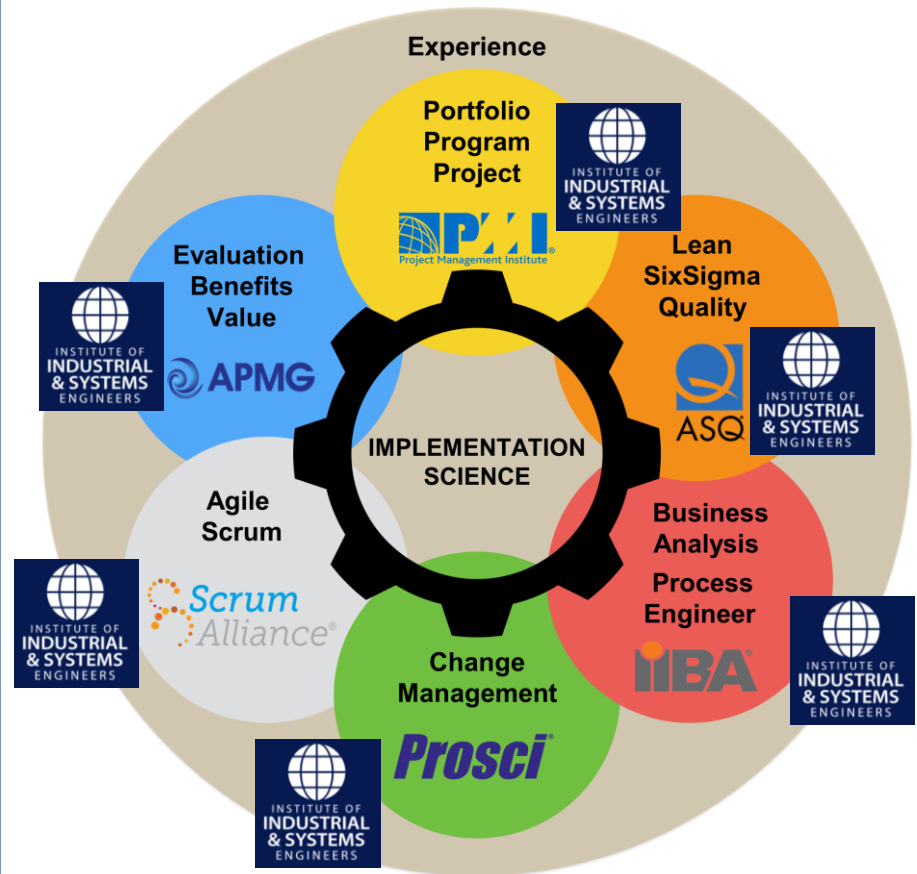 Experience
Portfolio
Program
Project
PMI®
Project Management Institute
INSTITUTE OF
INDUSTRIAL
& SYSTEMS
ENGINEERS
Lean
SixSigma
Quality
ASQ
INSTITUTE OF
INDUSTRIAL
& SYSTEMS
ENGINEERS
Business
Analysis
Process
Engineer
IIBA®
INSTITUTE OF
INDUSTRIAL
& SYSTEMS
ENGINEERS
Change
Management
Prosci®
INSTITUTE OF
INDUSTRIAL
& SYSTEMS
ENGINEERS
Agile
Scrum
Scrum
Alliance®
INSTITUTE OF
INDUSTRIAL
& SYSTEMS
ENGINEERS
Evaluation
Benefits
Value
APMG
INSTITUTE OF
INDUSTRIAL
& SYSTEMS
ENGINEERS
IMPLEMENTATION
SCIENCE